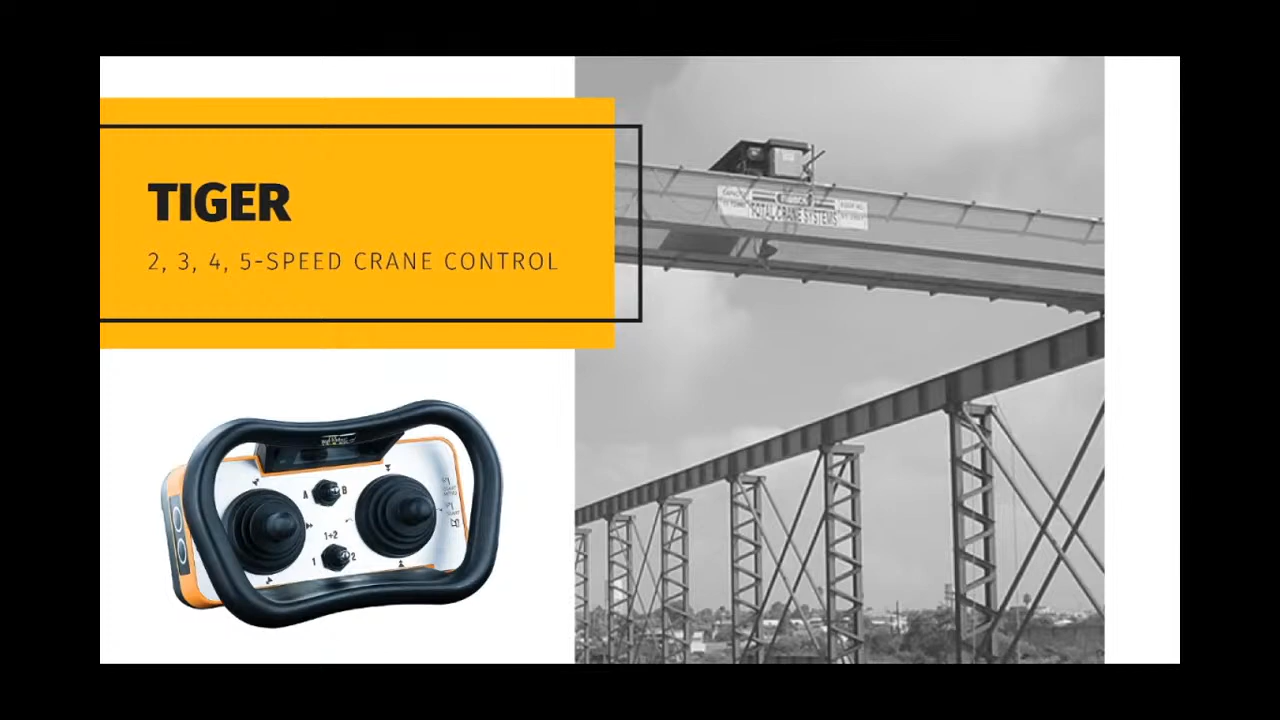 TIGER
2, 3, 4, 5-SPEED CRANE CONTROL
TOTAL CRANE SYSTEMS
A B
1+2
1 2